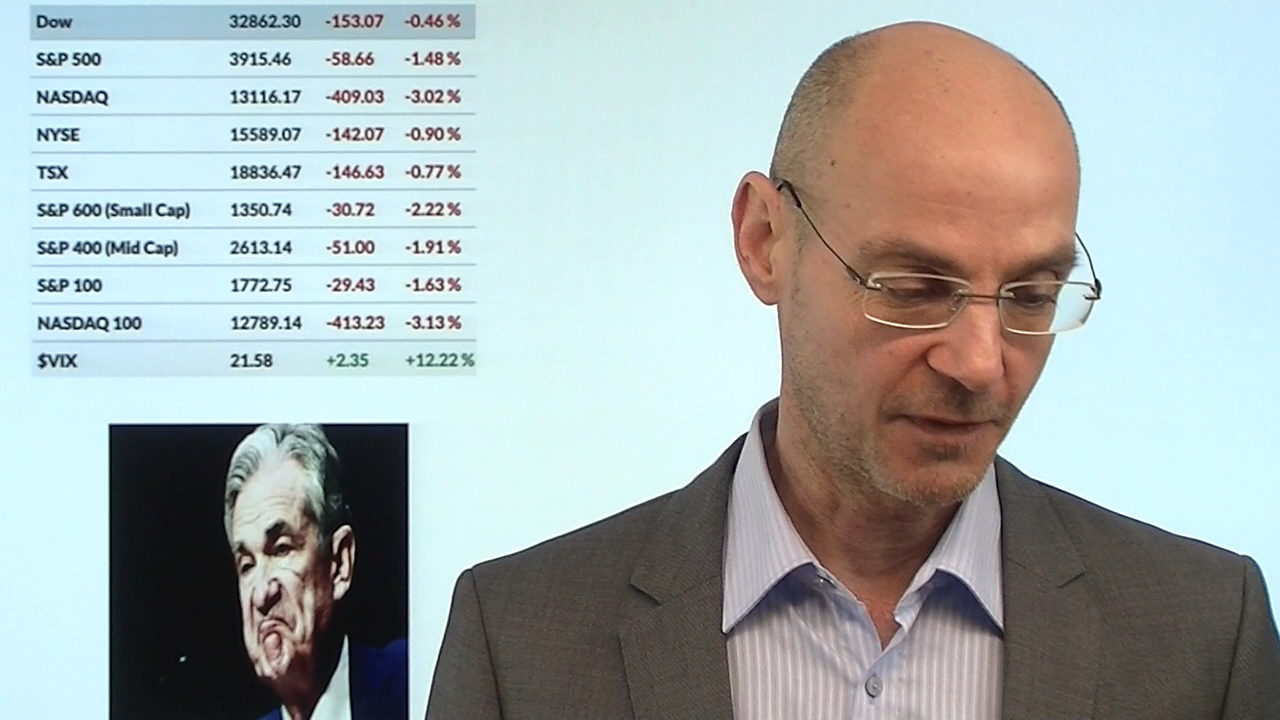 Dow 32862.30 -153.07 -0.46%
S&P 500 3915.46 -58.66 -1.48%
NASDAQ 13116.17 -409.03 -3.02%
NYSE 15589.07 -142.07 -0.90%
TSX 18836.47 -146.63 -0.77%
S&P 600 (Small Cap) 1350.74 -30.72 -2.22%
S&P 400 (Mid Cap) 2613.14 -51.00 -1.91%
S&P 100 1772.75 -29.43 -1.63%
NASDAQ 100 12789.14 -413.23 -3.13%
$VIX 21.58 +2.35 +12.22%